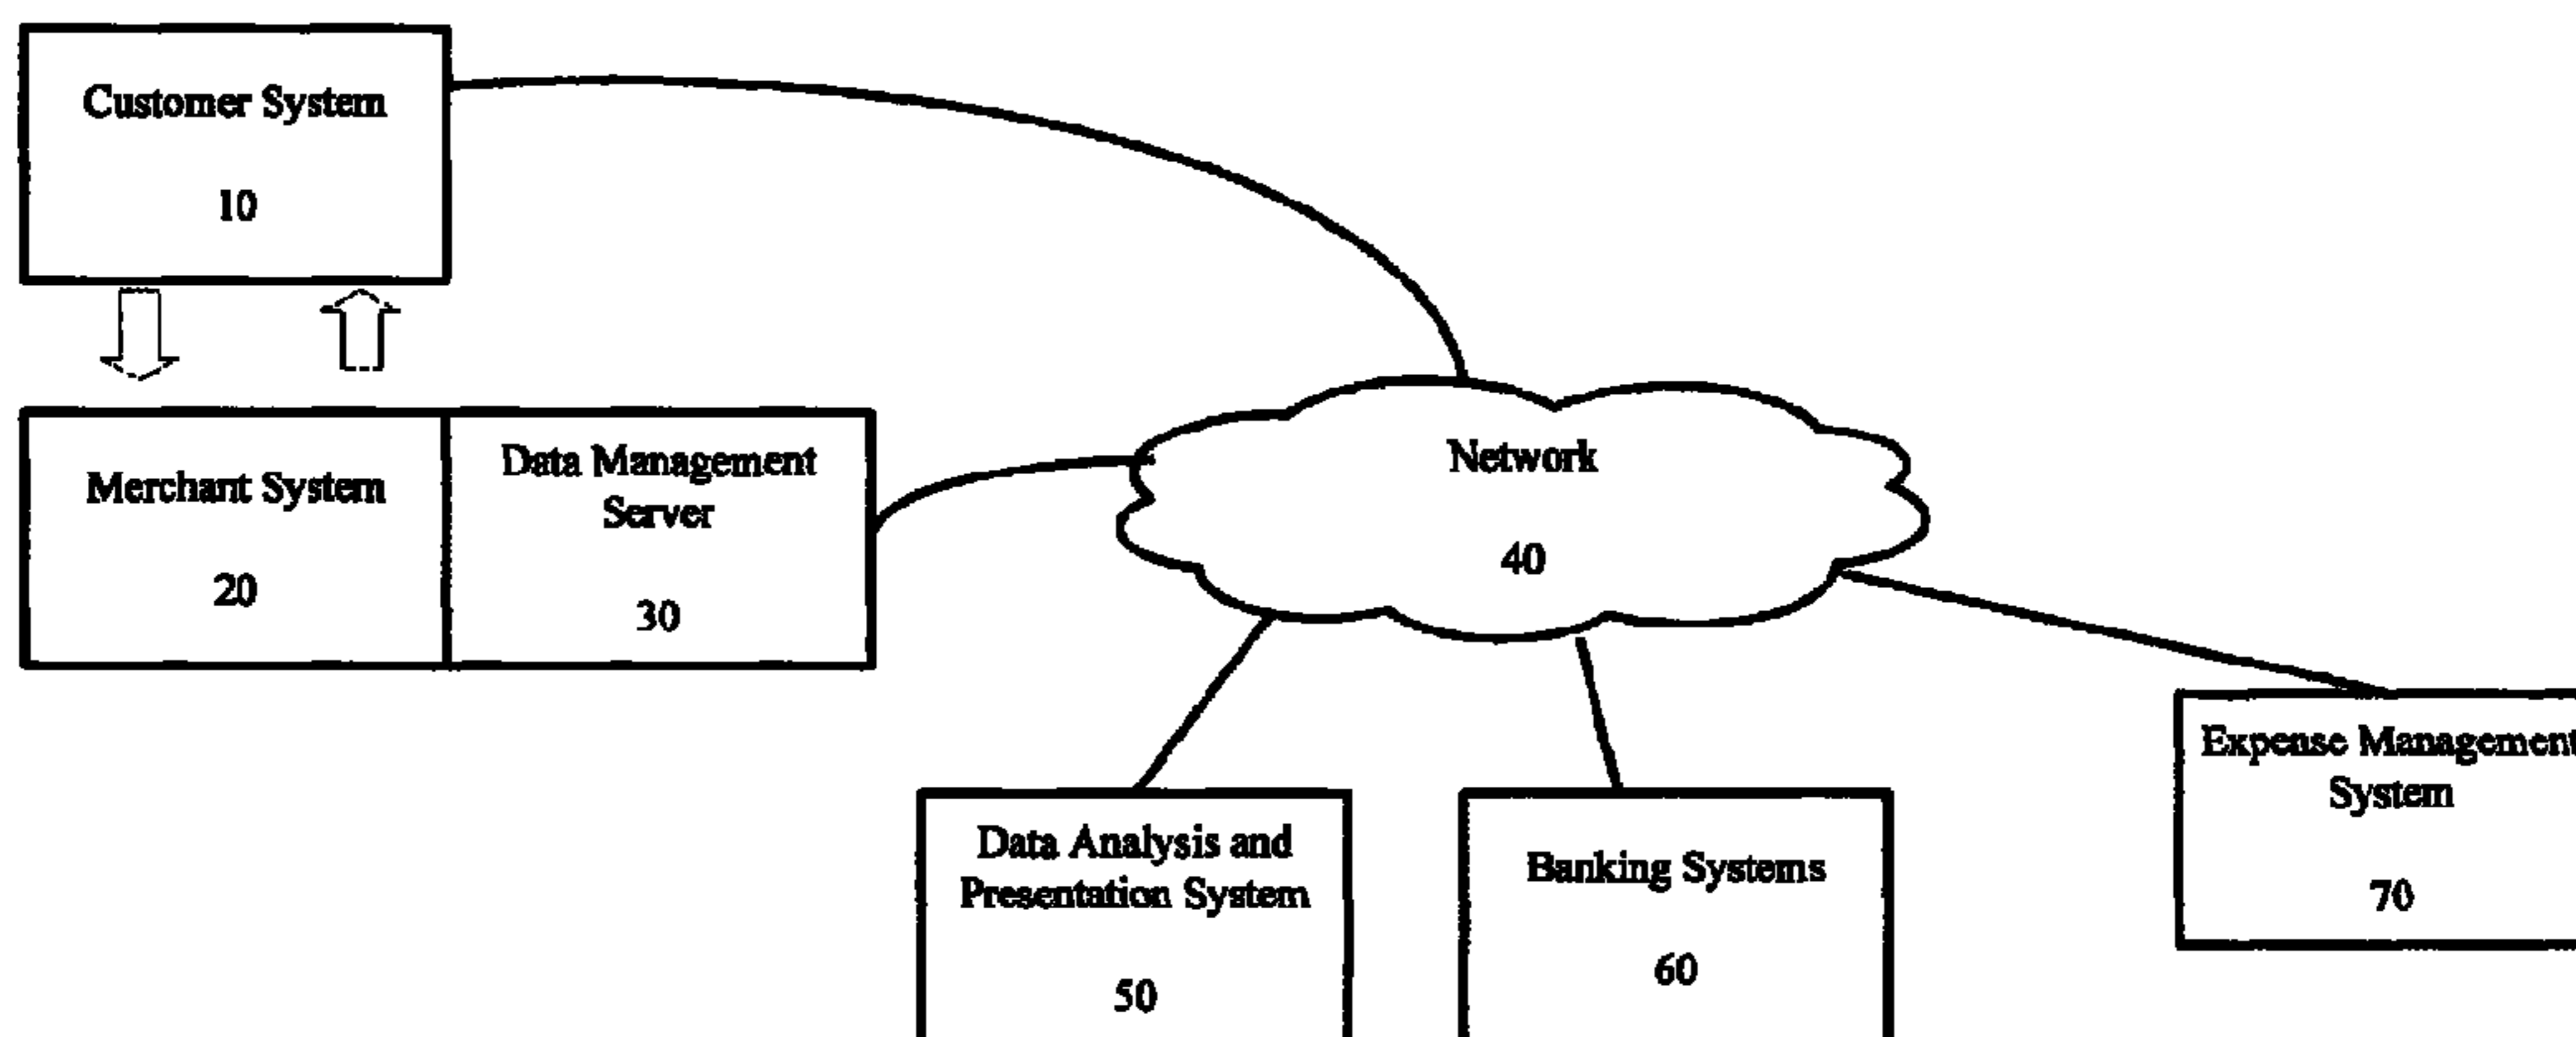 Customer System
10
Merchant System
20
Data Management
Server
30
Network
40
Data Analysis and
Presentation System
50
Banking Systems
60
Expense Management
System
70